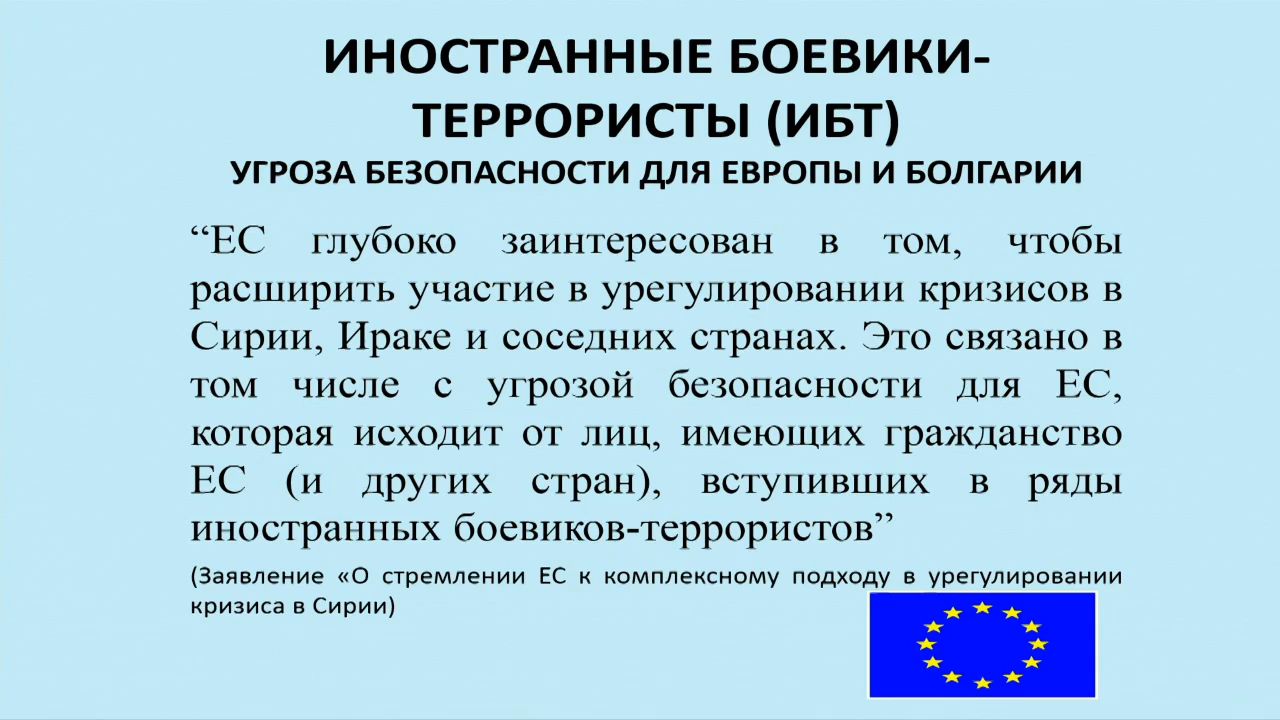 ИНОСТРАННЫЕ БОЕВИКИ-
ТЕРРОРИСТЫ (ИБТ)
УГРОЗА БЕЗОПАСНОСТИ ДЛЯ ЕВРОПЫ И БОЛГАРИИ
“ЕС глубоко заинтересован в том, чтобы
расширить участие в урегулировании кризисов в
Сирии, Ираке и соседних странах. Это связано в
том числе с угрозой безопасности для ЕС,
которая исходит от лиц, имеющих гражданство
ЕС (и других стран), вступивших в ряды
иностранных боевиков-террористов”
(Заявление «О стремлении ЕС к комплексному подходу в урегулировании
кризиса в Сирии)